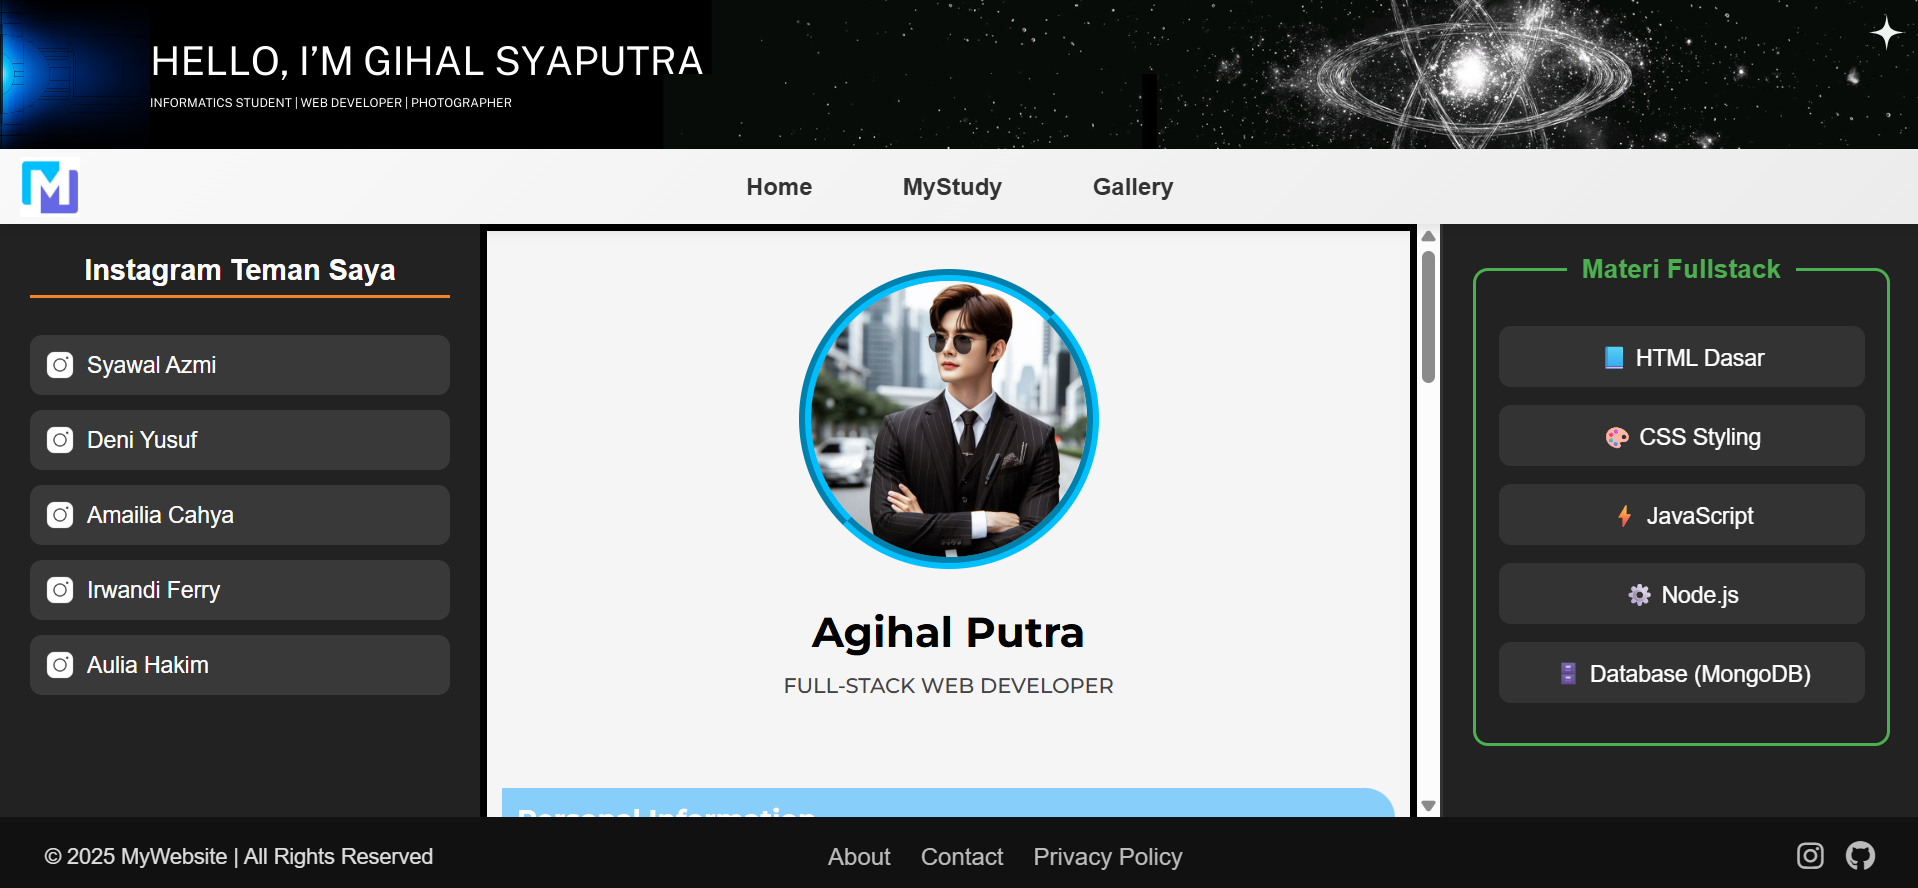 HELLO, I’M GIHAL SYAPUTRA
INFORMATICS STUDENT | WEB DEVELOPER | PHOTOGRAPHER
Home
MyStudy
Gallery
Instagram Teman Saya
Syawal Azmi
Deni Yusuf
Amailia Cahya
Irwandi Ferry
Aulia Hakim
Agihal Putra
FULL-STACK WEB DEVELOPER
Personal Information
Materi Fullstack
HTML Dasar
CSS Styling
JavaScript
Node.js
Database (MongoDB)
© 2025 MyWebsite | All Rights Reserved
About
Contact
Privacy Policy